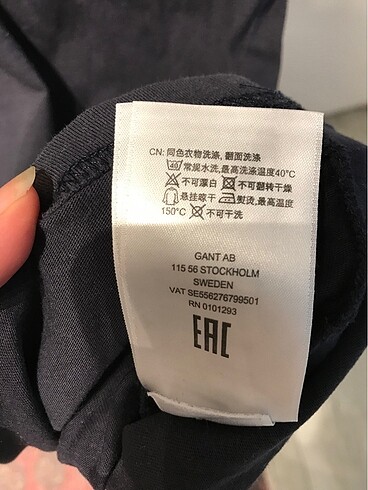 CN: 同色衣物洗涤, 翻面洗涤
40 常规水洗,最高洗涤温度40°C
不可漂白 不可翻转干燥
悬挂晾干 熨烫,最高温度
150°C 不可干洗
GANT AB
115 56 STOCKHOLM
SWEDEN
VAT SE556276799501
RN 0101293
EAC